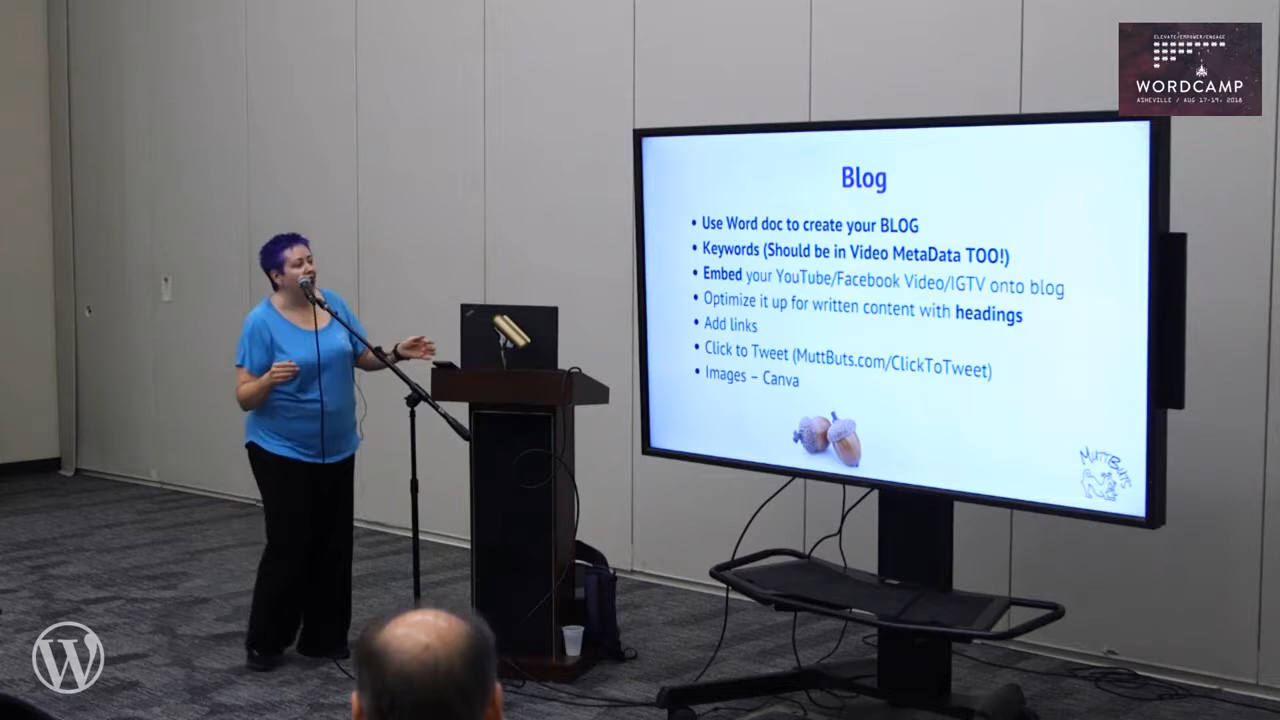 ELEVATE/EMPOWER/ENGAGE
WORDCAMP
ASHEVILLE / AUG 17-19, 2018
Blog
• Use Word doc to create your BLOG
• Keywords (Should be in Video MetaData TOO!)
• Embed your YouTube/Facebook Video/IGTV onto blog
• Optimize it up for written content with headings
• Add links
• Click to Tweet (MuttButs.com/ClickToTweet)
• Images – Canva
MUTTBUTS
W